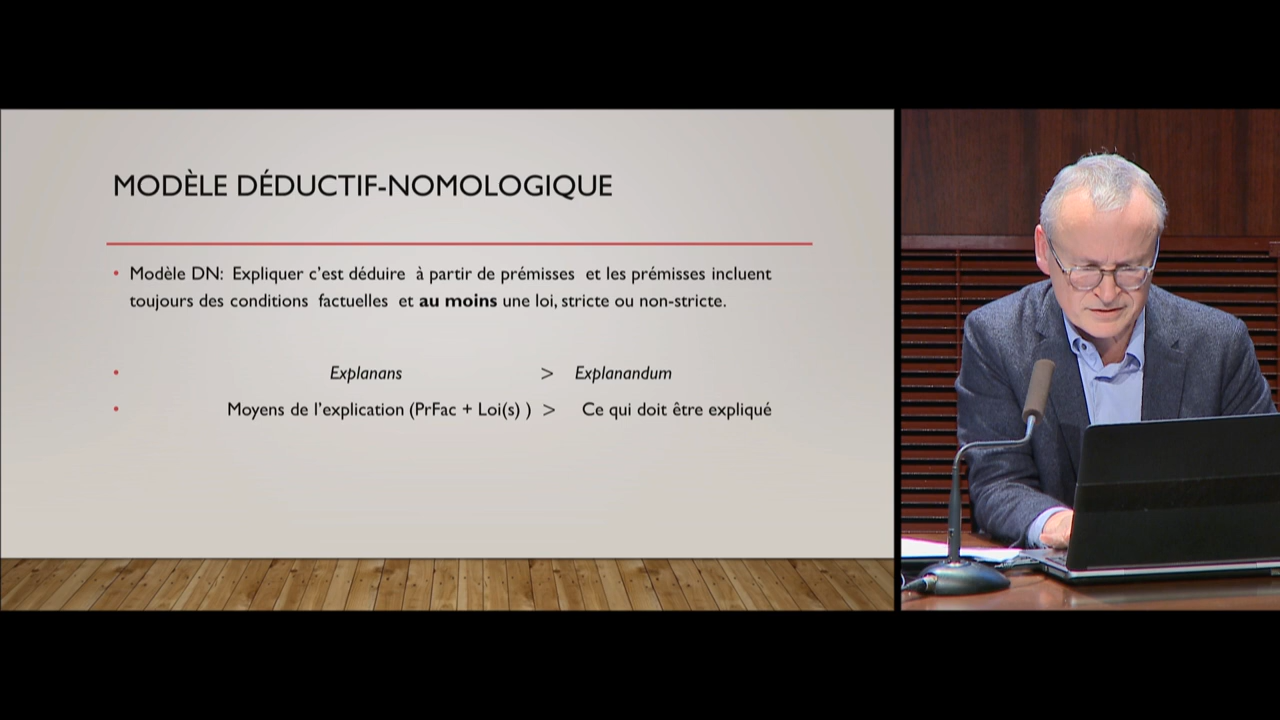 MODÈLE DÉDUCTIF-NOMOLOGIQUE
• Modèle DN: Expliquer c'est déduire à partir de prémisses et les prémisses incluent
toujours des conditions factuelles et au moins une loi, stricte ou non-stricte.
• Explanans > Explanandum
• Moyens de l'explication (PrFac + Loi(s) ) > Ce qui doit être expliqué